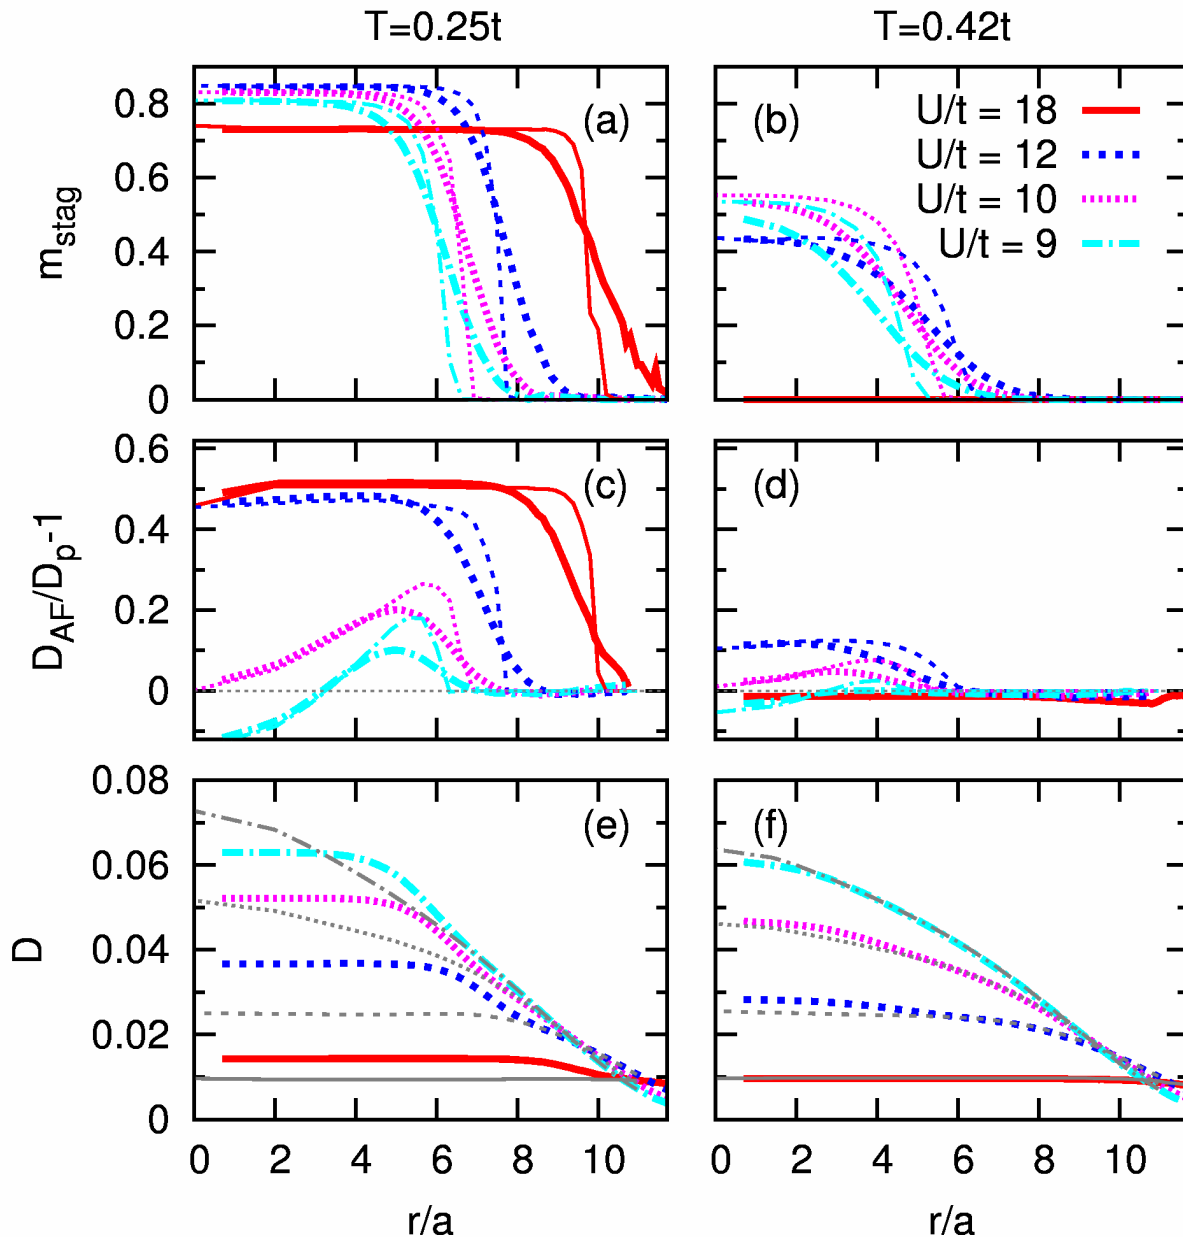 T=0.25t
T=0.42t
m_stag
0.8
0.6
0.4
0.2
0
(a)
(b)
U/t = 18
U/t = 12
U/t = 10
U/t = 9
D_AF/D_p-1
0.6
0.4
0.2
0
(c)
(d)
D
0.08
0.06
0.04
0.02
0
(e)
(f)
0 2 4 6 8 10
0 2 4 6 8 10
r/a
r/a